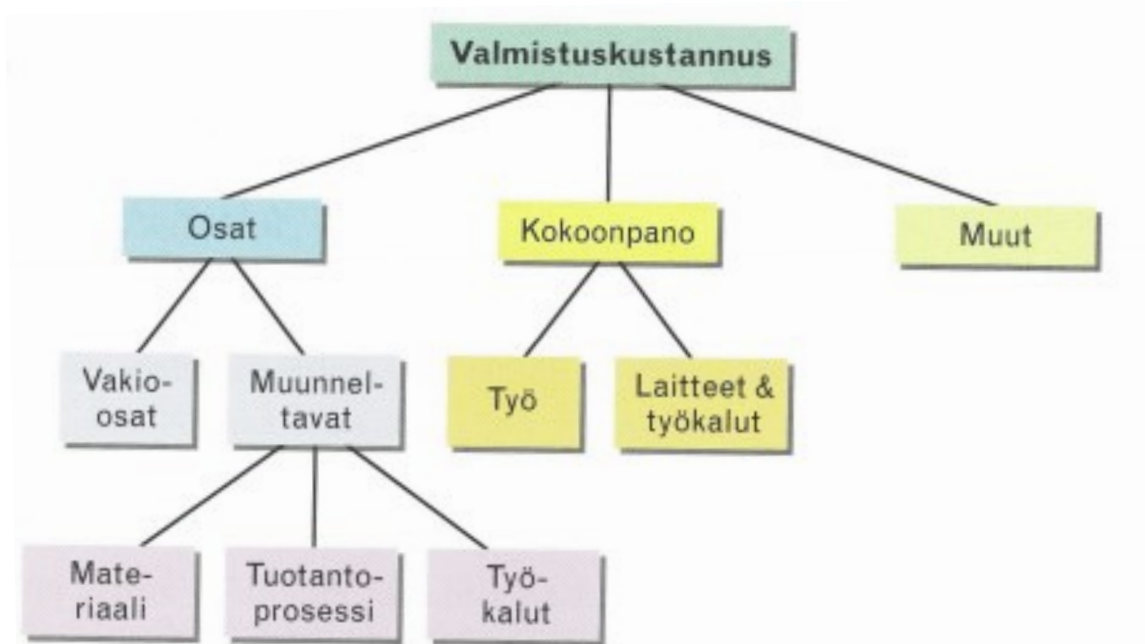 Valmistuskustannus
Osat
Kokoonpano
Muut
Vakio-
osat
Muunnel-
tavat
Työ
Laitteet &
työkalut
Mate-
riaali
Tuotanto-
prosessi
Työ-
kalut